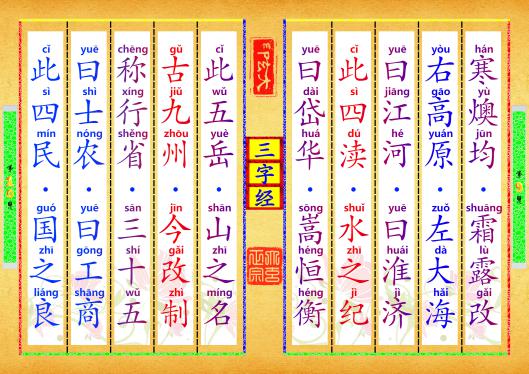 hán 寒 yù 燠 jūn 均 · shuāng 霜 lù 露 gǎi 改
yòu 右 gāo 高 yuán 原 · zuǒ 左 dà 大 hǎi 海
yuē 曰 jiāng 江 hé 河 · yuē 曰 huái 淮 jì 济
cǐ 此 sì 四 dú 渎 · shuǐ 水 zhī 之 jì 纪
yuē 曰 dài 岱 huá 华 · sōng 嵩 héng 恒 héng 衡
三字经
cǐ 此 wǔ 五 yuè 岳 · shān 山 zhī 之 míng 名
gǔ 古 jiǔ 九 zhōu 州 · jīn 今 gǎi 改 zhì 制
chēng 称 xíng 行 shěng 省 · sān 三 shí 十 wǔ 五
yuē 曰 shì 士 nóng 农 · yuē 曰 gōng 工 shāng 商
cǐ 此 sì 四 mín 民 · guó 国 zhī 之 liáng 良